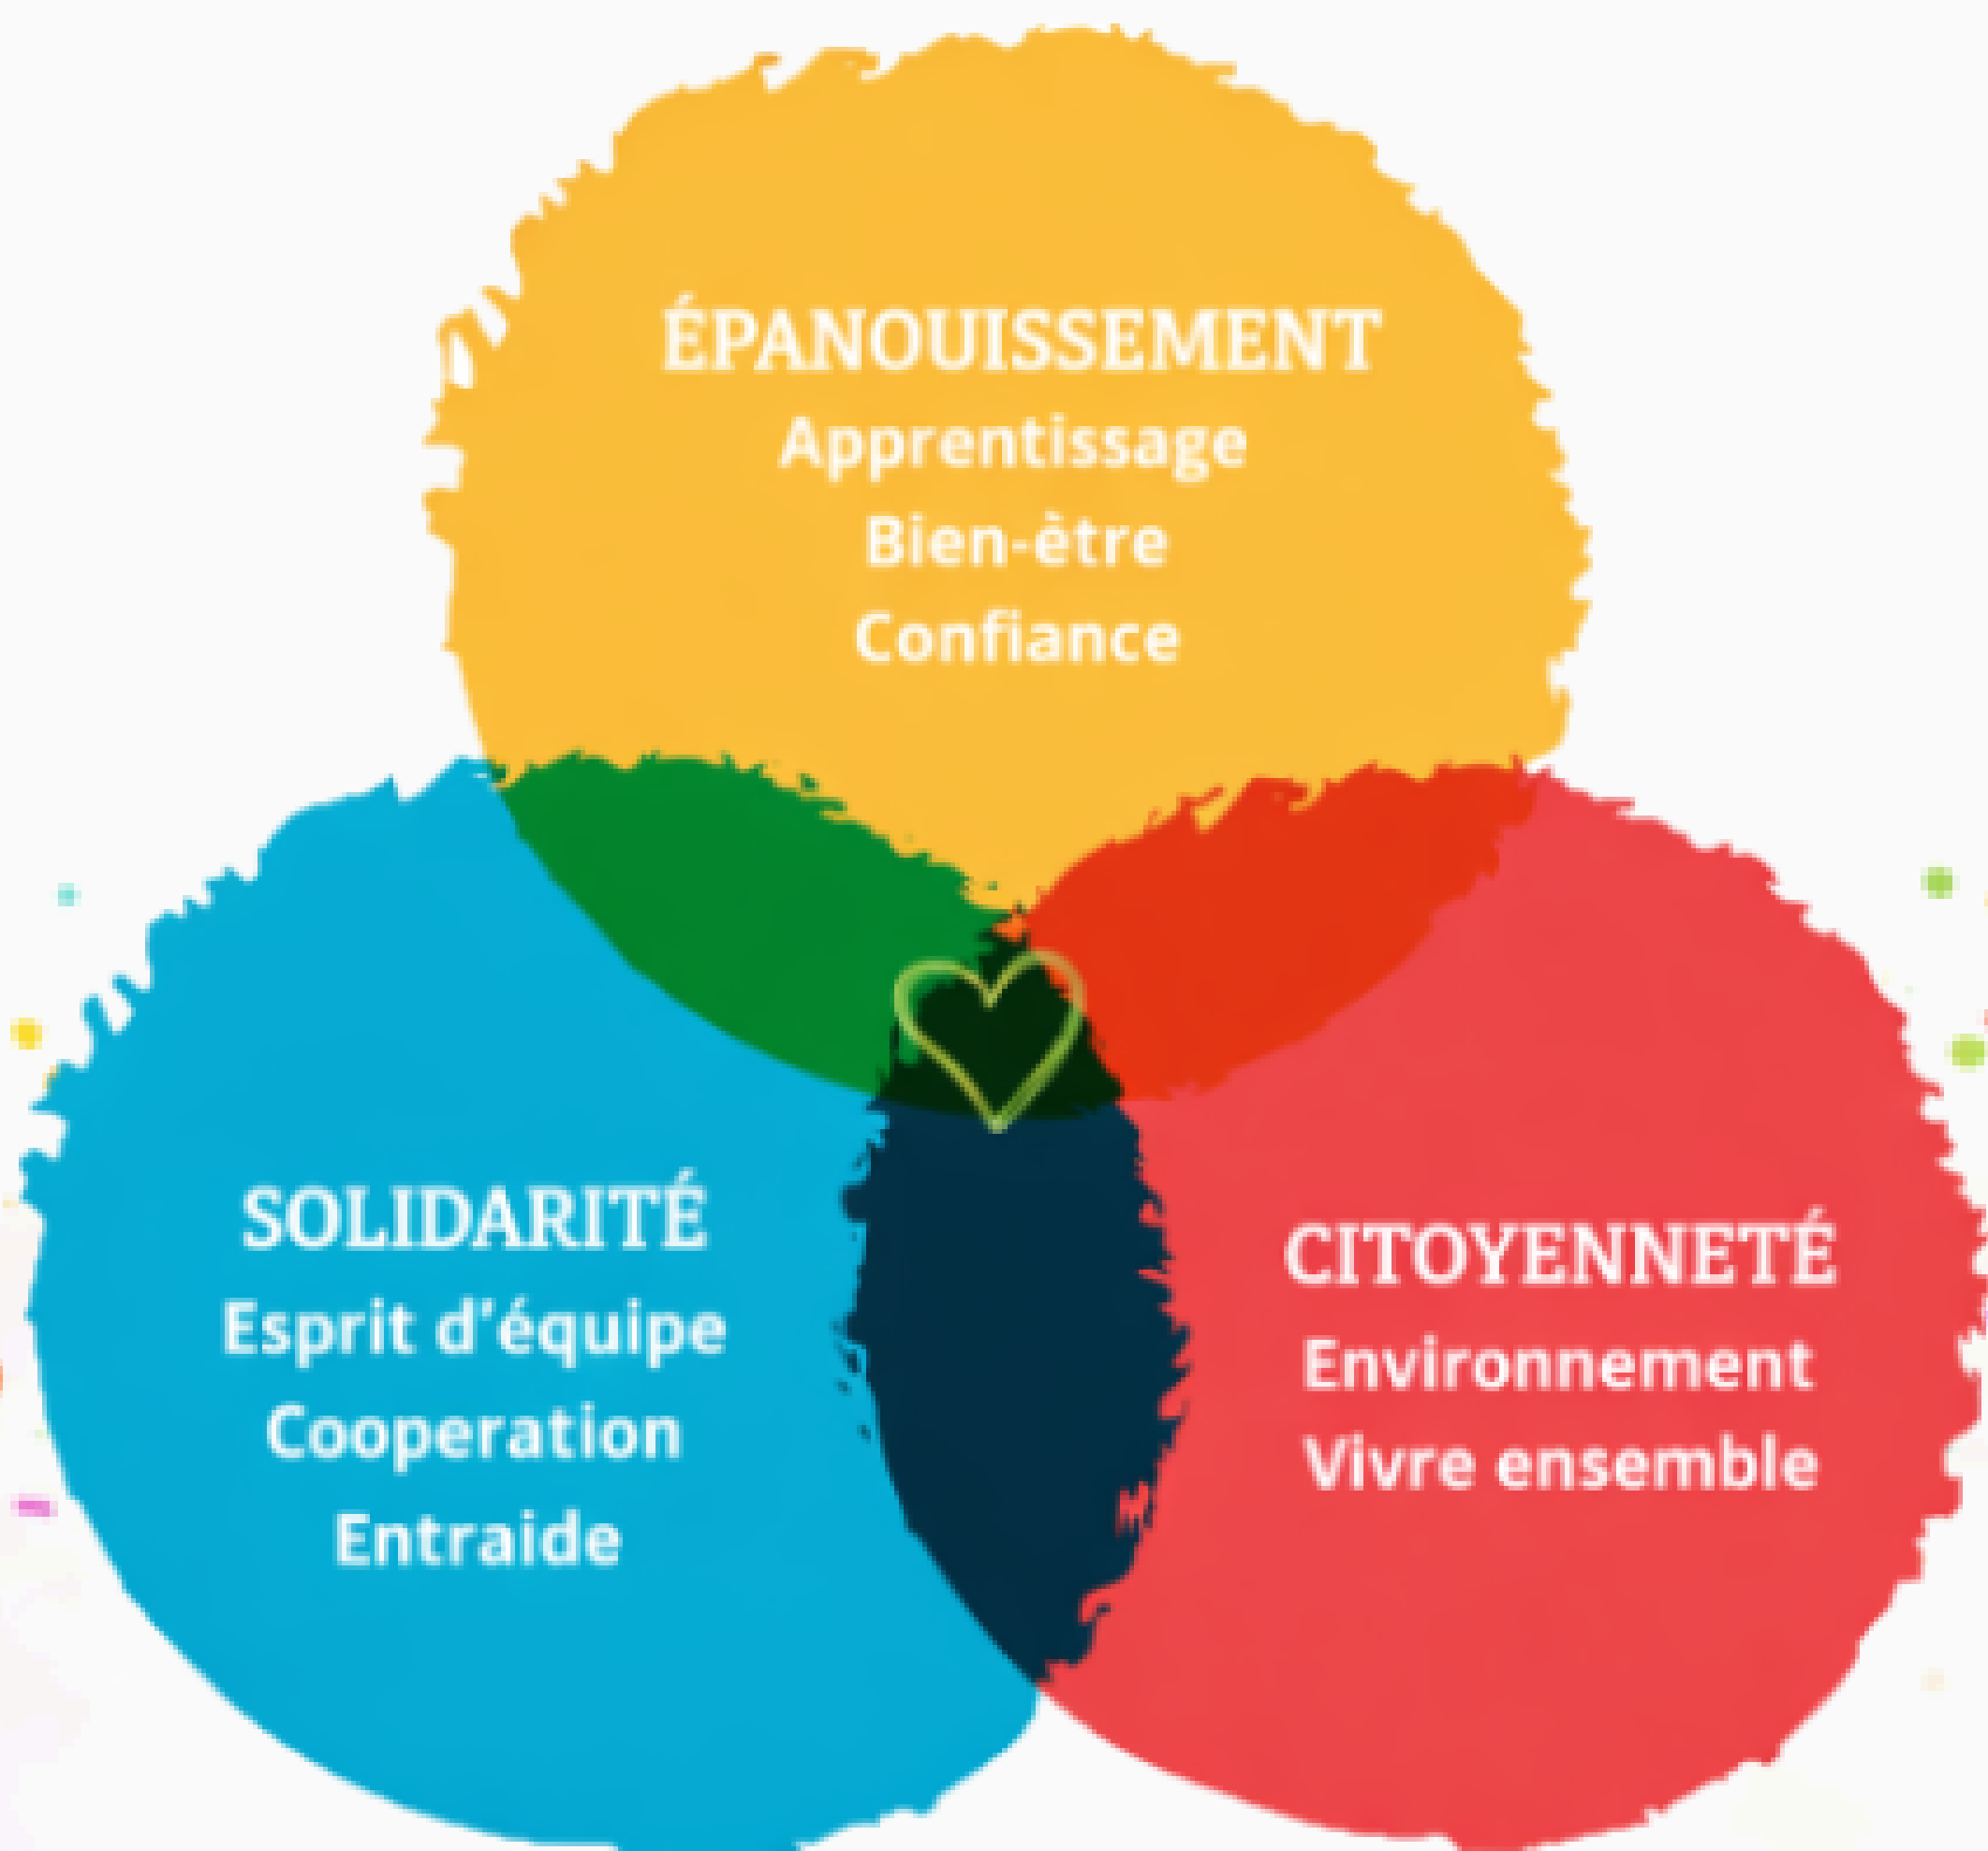 ÉPANOUISSEMENT
Apprentissage
Bien-être
Confiance
SOLIDARITÉ
Esprit d'équipe
Cooperation
Entraide
CITOYENNETÉ
Environnement
Vivre ensemble